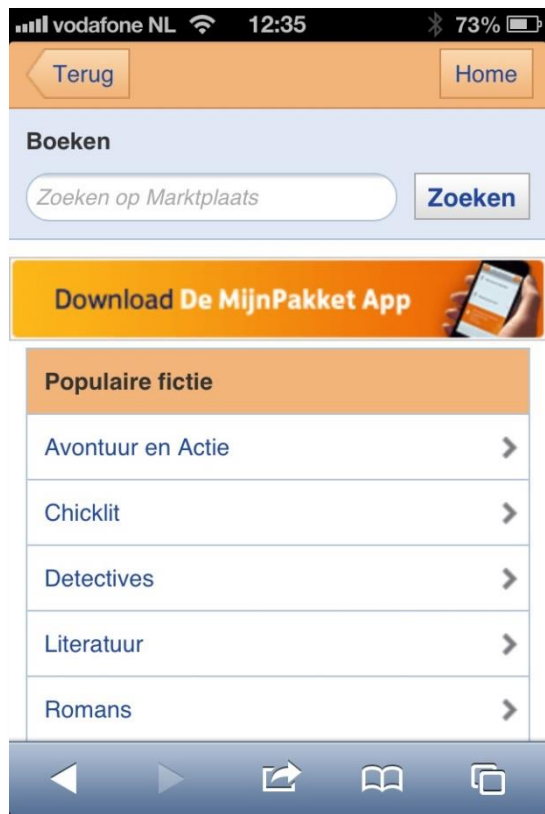 vodafone NL 12:35 73%
Terug Home
Boeken
Zoeken op Marktplaats Zoeken
Download De MijnPakket App
Populaire fictie
Avontuur en Actie
Chicklit
Detectives
Literatuur
Romans